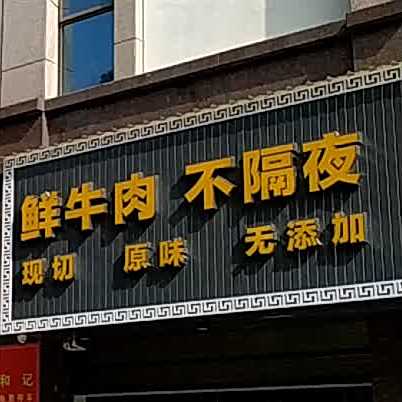 鲜牛肉 不隔夜
现切 原味 无添加
和记